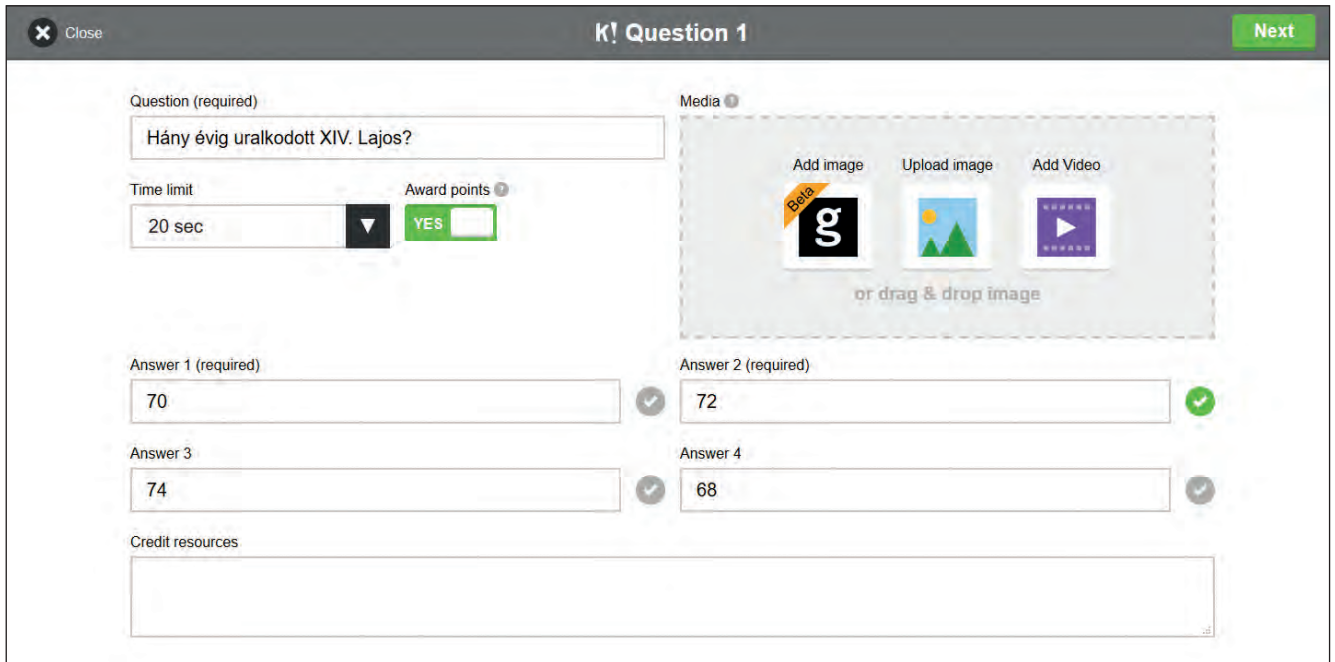 Close
K! Question 1
Next
Question (required)
Hány évig uralkodott XIV. Lajos?
Time limit
20 sec
Award points
YES
Media
Add image
Upload image
Add Video
Beta
g
or drag & drop image
Answer 1 (required)
70
Answer 2 (required)
72
Answer 3
74
Answer 4
68
Credit resources